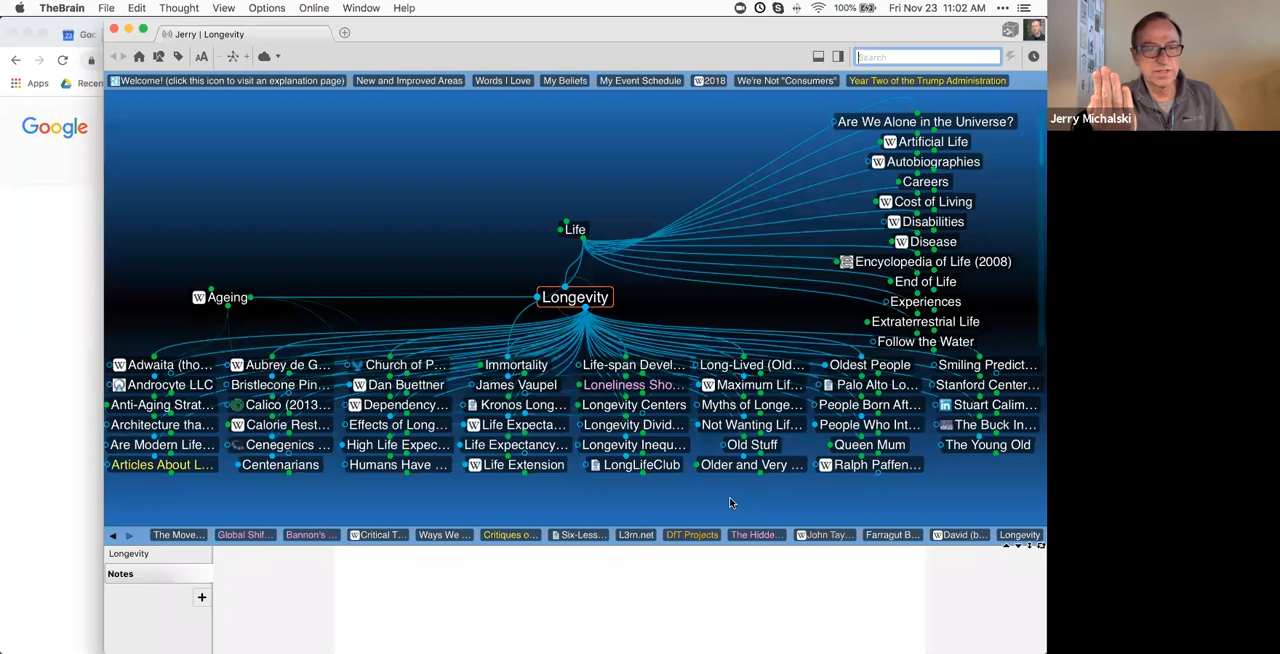 TheBrain File Edit Thought View Options Online Window Help 100% Fri Nov 23 11:02 AM
Jerry | Longevity
Goo
AA Search
Apps Recen
Welcome! (click this icon to visit an explanation page) New and Improved Areas Words I Love My Beliefs My Event Schedule W 2018 We're Not "Consumers" Year Two of the Trump Administration
Google
Jerry Michalski
Are We Alone in the Universe?
W Artificial Life
W Autobiographies
Careers
W Cost of Living
W Disabilities
W Disease
Encyclopedia of Life (2008)
End of Life
Experiences
Extraterrestrial Life
Follow the Water
Life
W Ageing
Longevity
W Adwaita (tho... W Aubrey de G... Church of P... Immortality Life-span Devel... Long-Lived (Old... Oldest People Smiling Predict...
Androcyte LLC Bristlecone Pin... W Dan Buettner James Vaupel Loneliness Sho... W Maximum Lif... Palo Alto Lo... Stanford Center...
Anti-Aging Strat... Calico (2013... W Dependency... Kronos Long... Longevity Centers Myths of Longe... People Born Aft... in Stuart Calim...
Architecture tha... W Calorie Rest... Effects of Long... W Life Expecta... Longevity Divid... Not Wanting Lif... People Who Int... The Buck In...
Are Modern Life... Cenegenics ... High Life Expec... Life Expectancy... Longevity Inequ... Old Stuff Queen Mum The Young Old
Articles About L... Centenarians Humans Have ... W Life Extension LongLifeClub Older and Very ... W Ralph Paffen...
The Move... Global Shif... Bannon's... W Critical T... Ways We ... Critiques o... Six-Less... L3rn.net DfT Projects The Hidde... W John Tay... Farragut B... W David (b... Longevity
Longevity
Notes
+